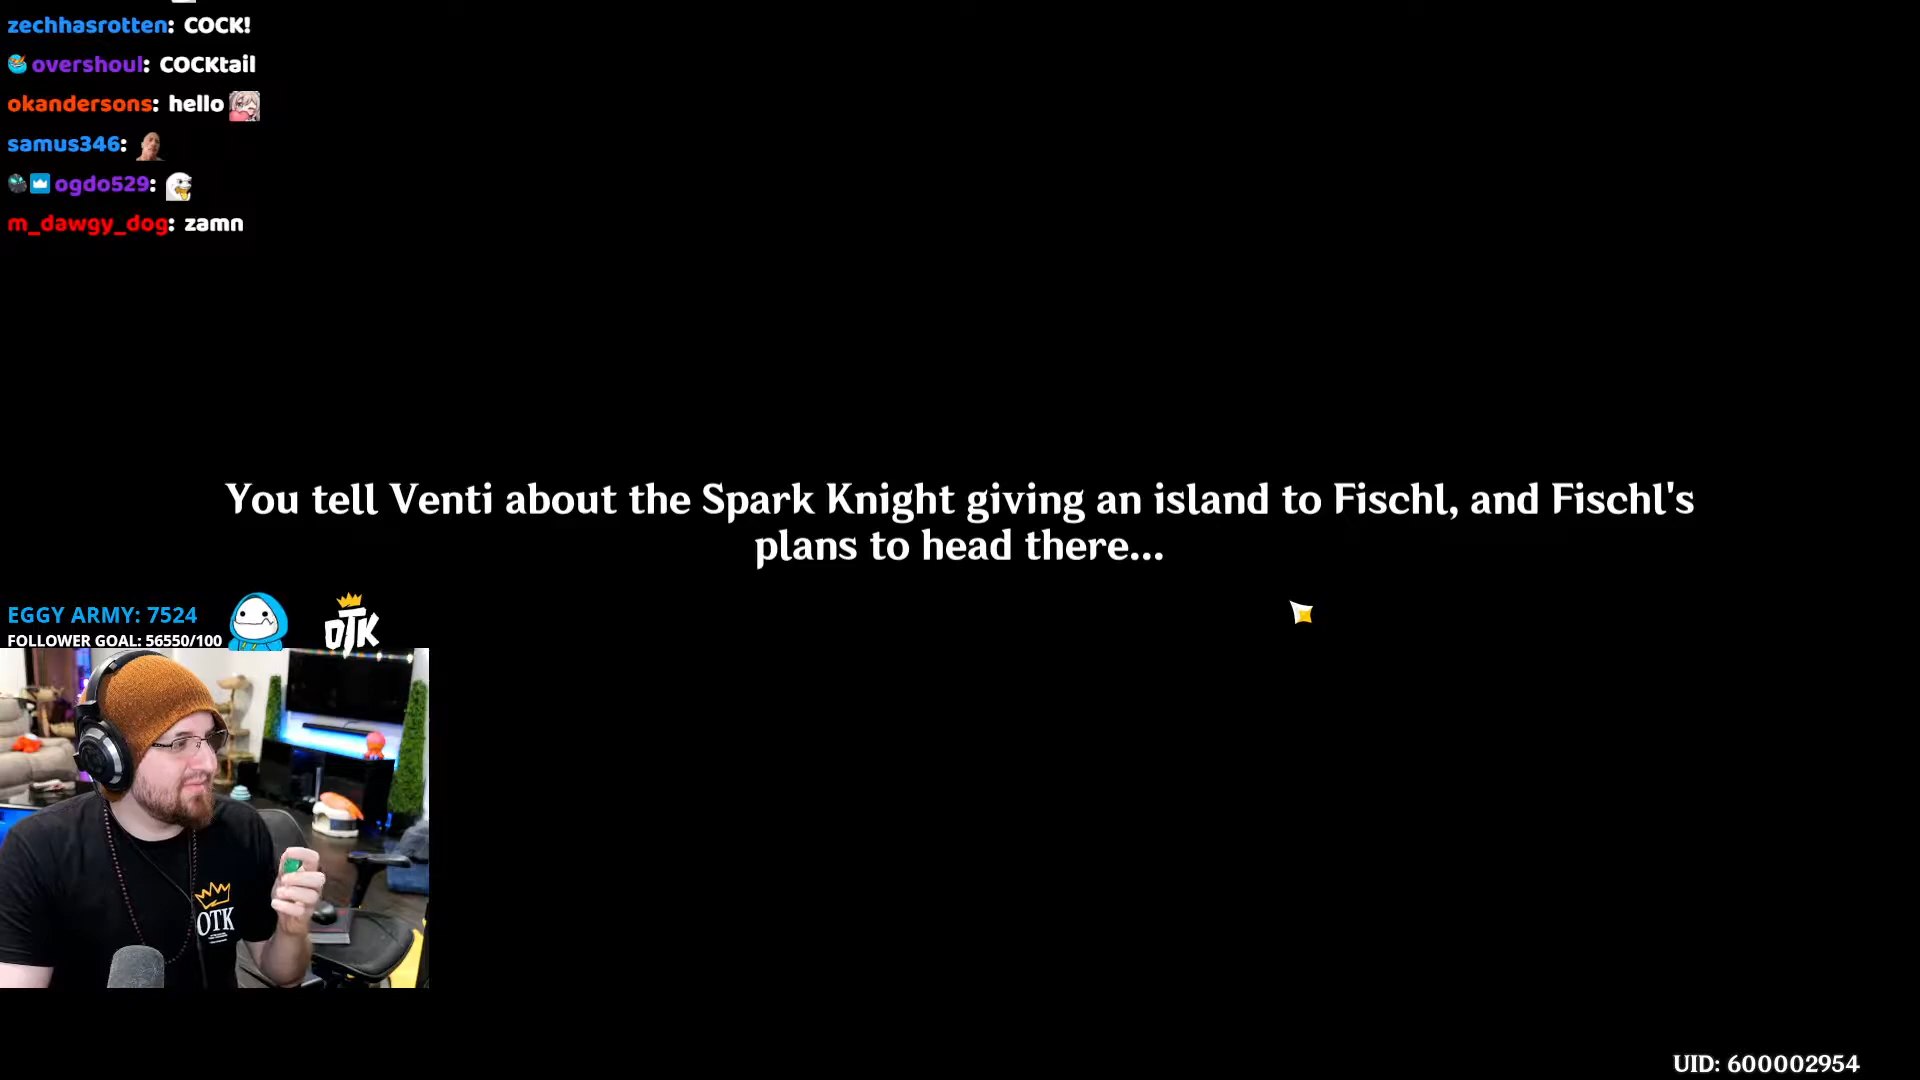 zechhasrotten: COCK!
overshoul: COCKtail
okandersons: hello
samus346:
ogdo529:
m_dawgy_dog: zamn
You tell Venti about the Spark Knight giving an island to Fischl, and Fischl's
plans to head there...
EGGY ARMY: 7524
FOLLOWER GOAL: 56550/100
OTK
OTK
UID: 600002954